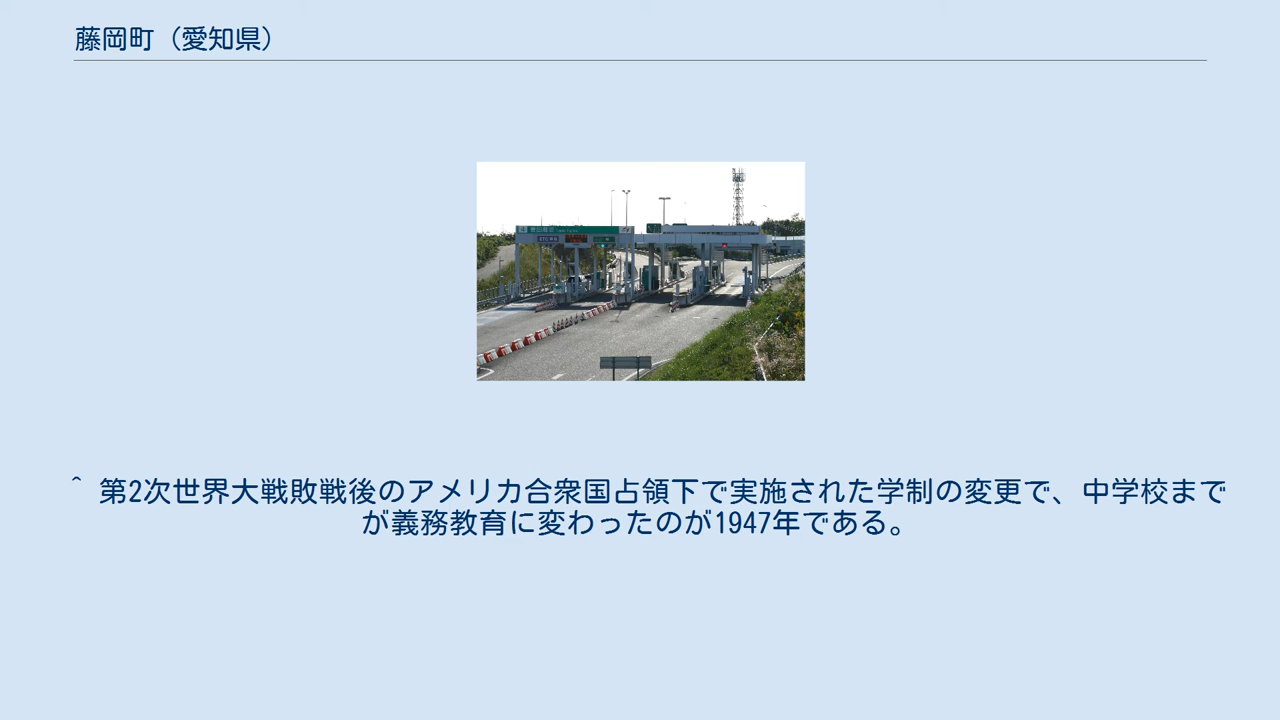 藤岡町（愛知県）
^ 第2次世界大戦敗戦後のアメリカ合衆国占領下で実施された学制の変更で、中学校まで
が義務教育に変わったのが1947年である。